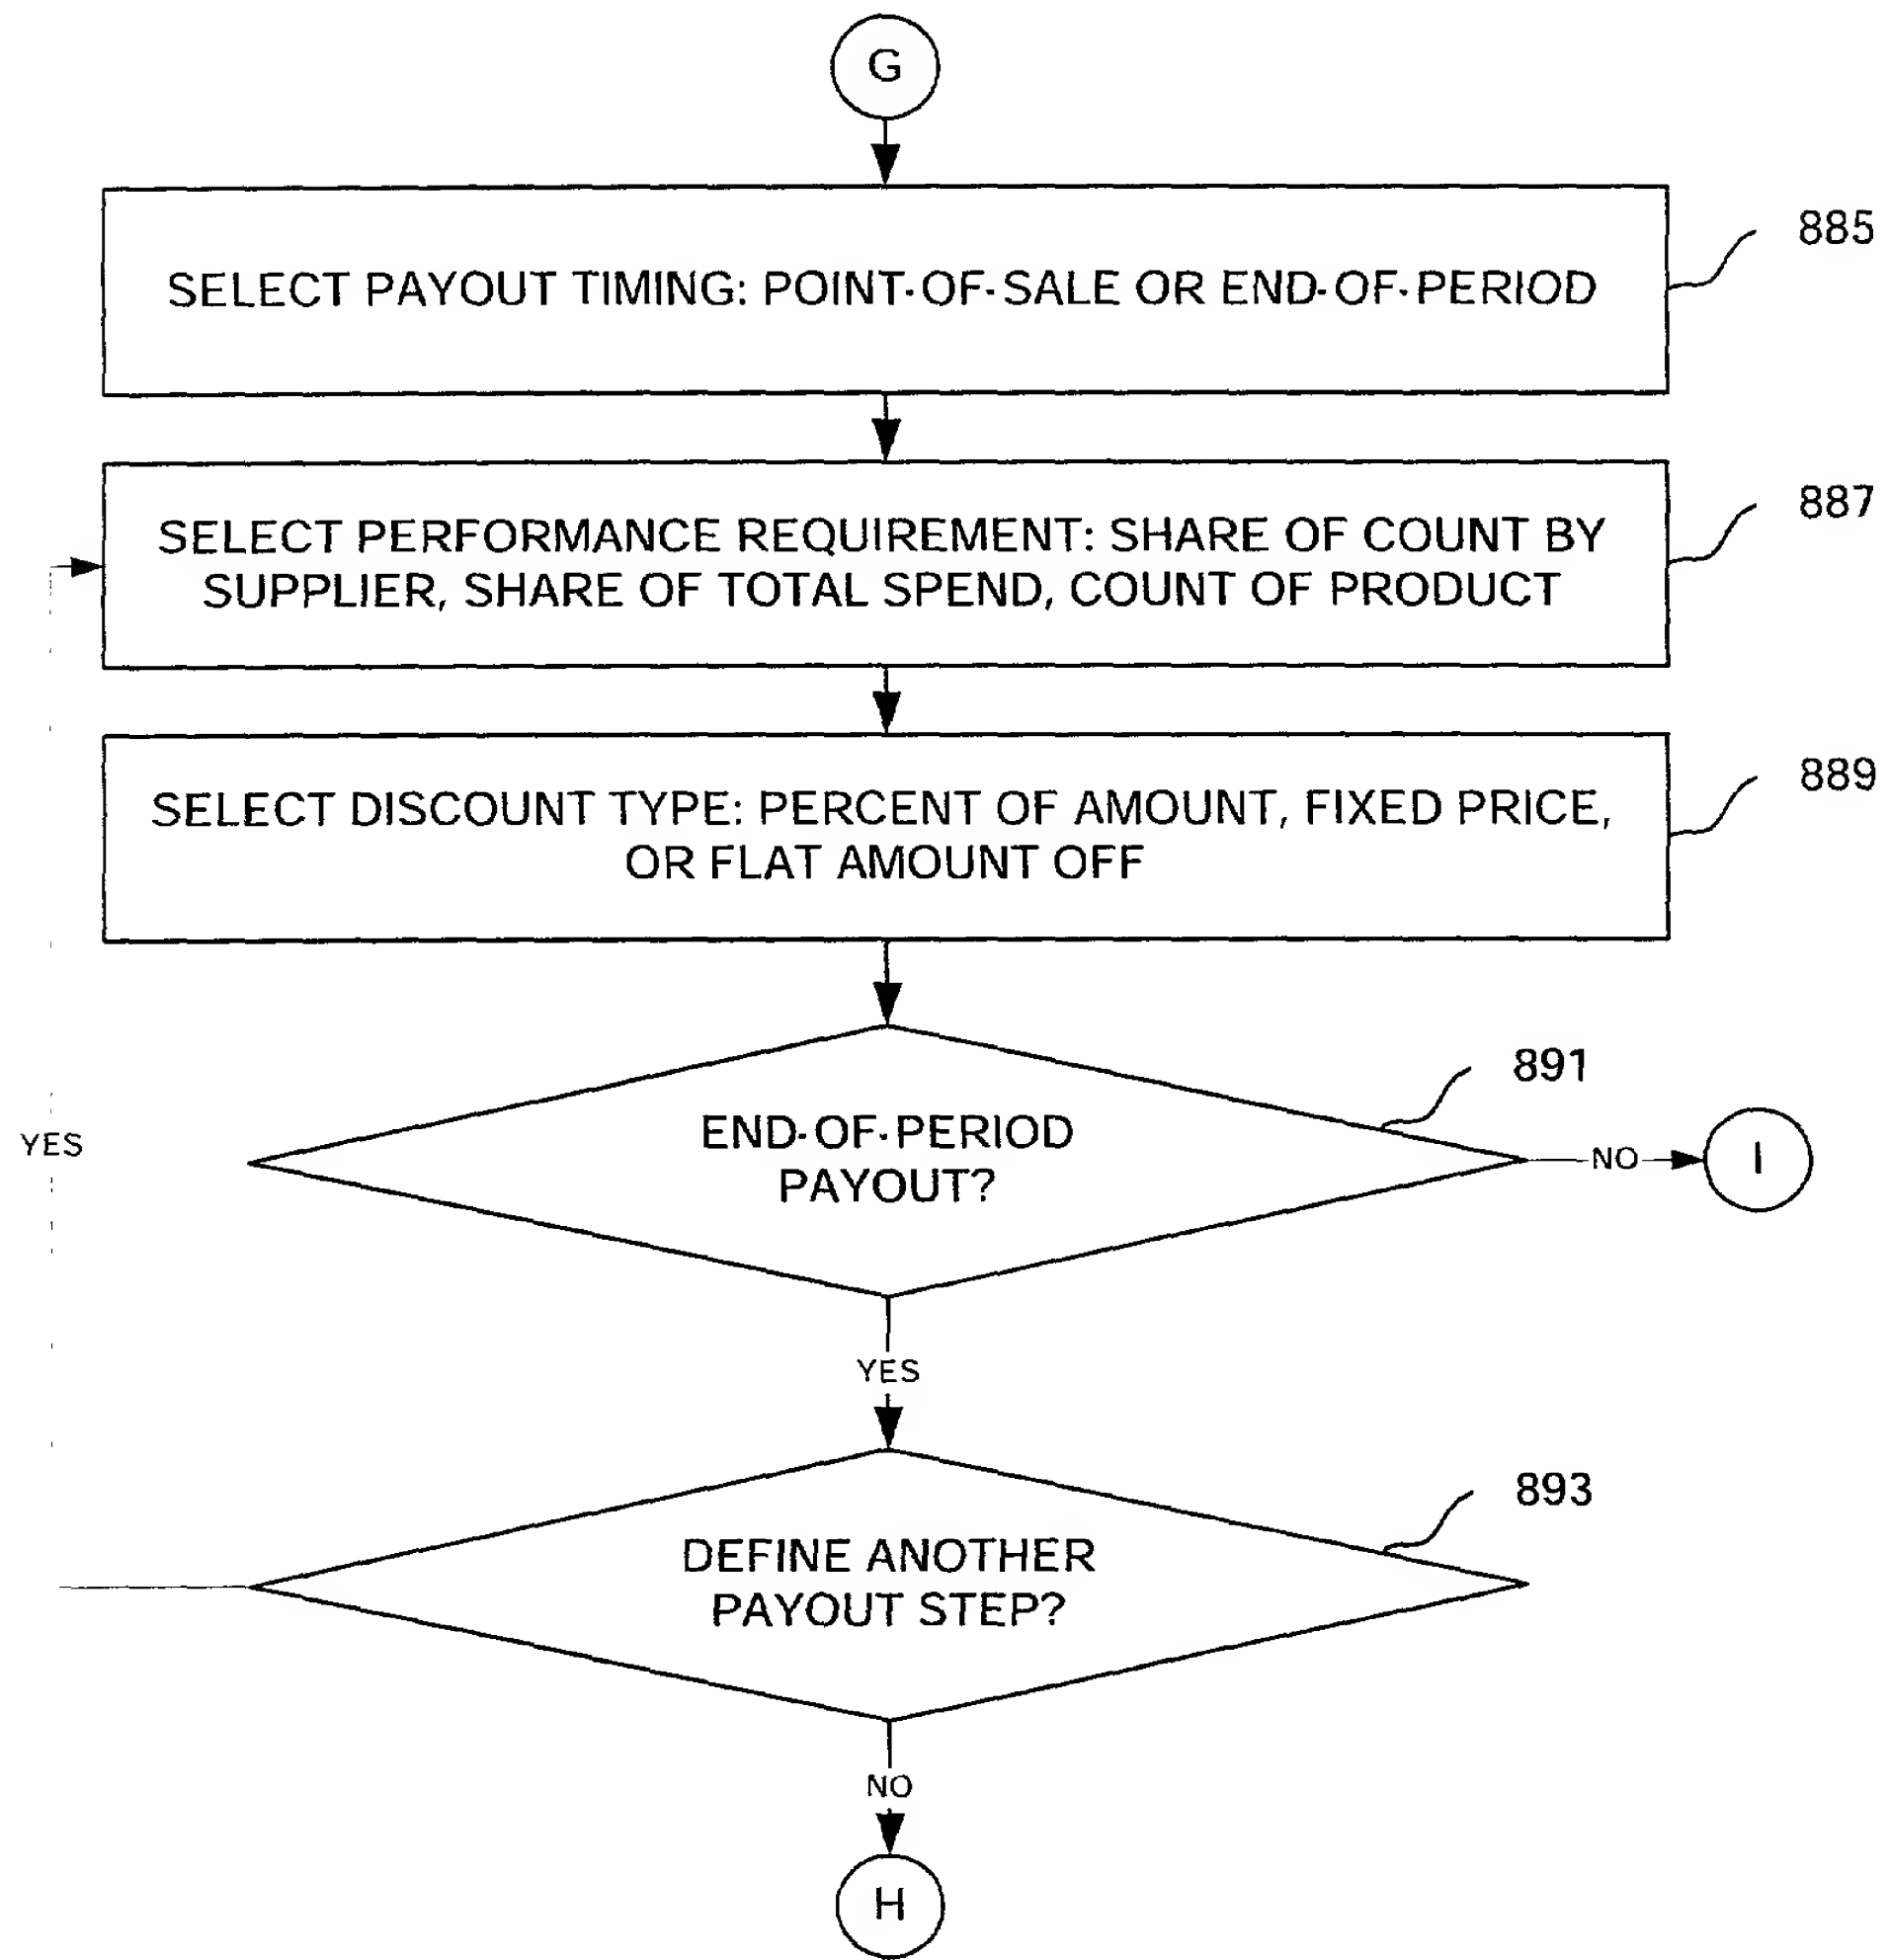 G
885
SELECT PAYOUT TIMING: POINT-OF-SALE OR END-OF-PERIOD
887
SELECT PERFORMANCE REQUIREMENT: SHARE OF COUNT BY
SUPPLIER, SHARE OF TOTAL SPEND, COUNT OF PRODUCT
889
SELECT DISCOUNT TYPE: PERCENT OF AMOUNT, FIXED PRICE,
OR FLAT AMOUNT OFF
891
END-OF-PERIOD
PAYOUT?
YES
NO
I
YES
893
DEFINE ANOTHER
PAYOUT STEP?
NO
H